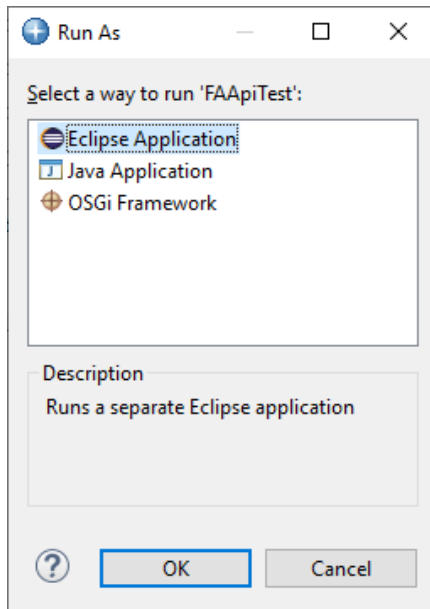 Run As
Select a way to run 'FAApiTest':
Eclipse Application
Java Application
OSGi Framework
Description
Runs a separate Eclipse application
OK
Cancel